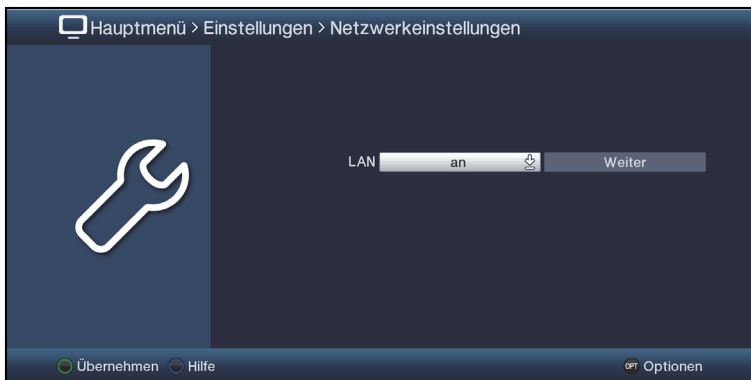 Hauptmenü > Einstellungen > Netzwerkeinstellungen
LAN an Weiter
Übernehmen Hilfe OPT Optionen